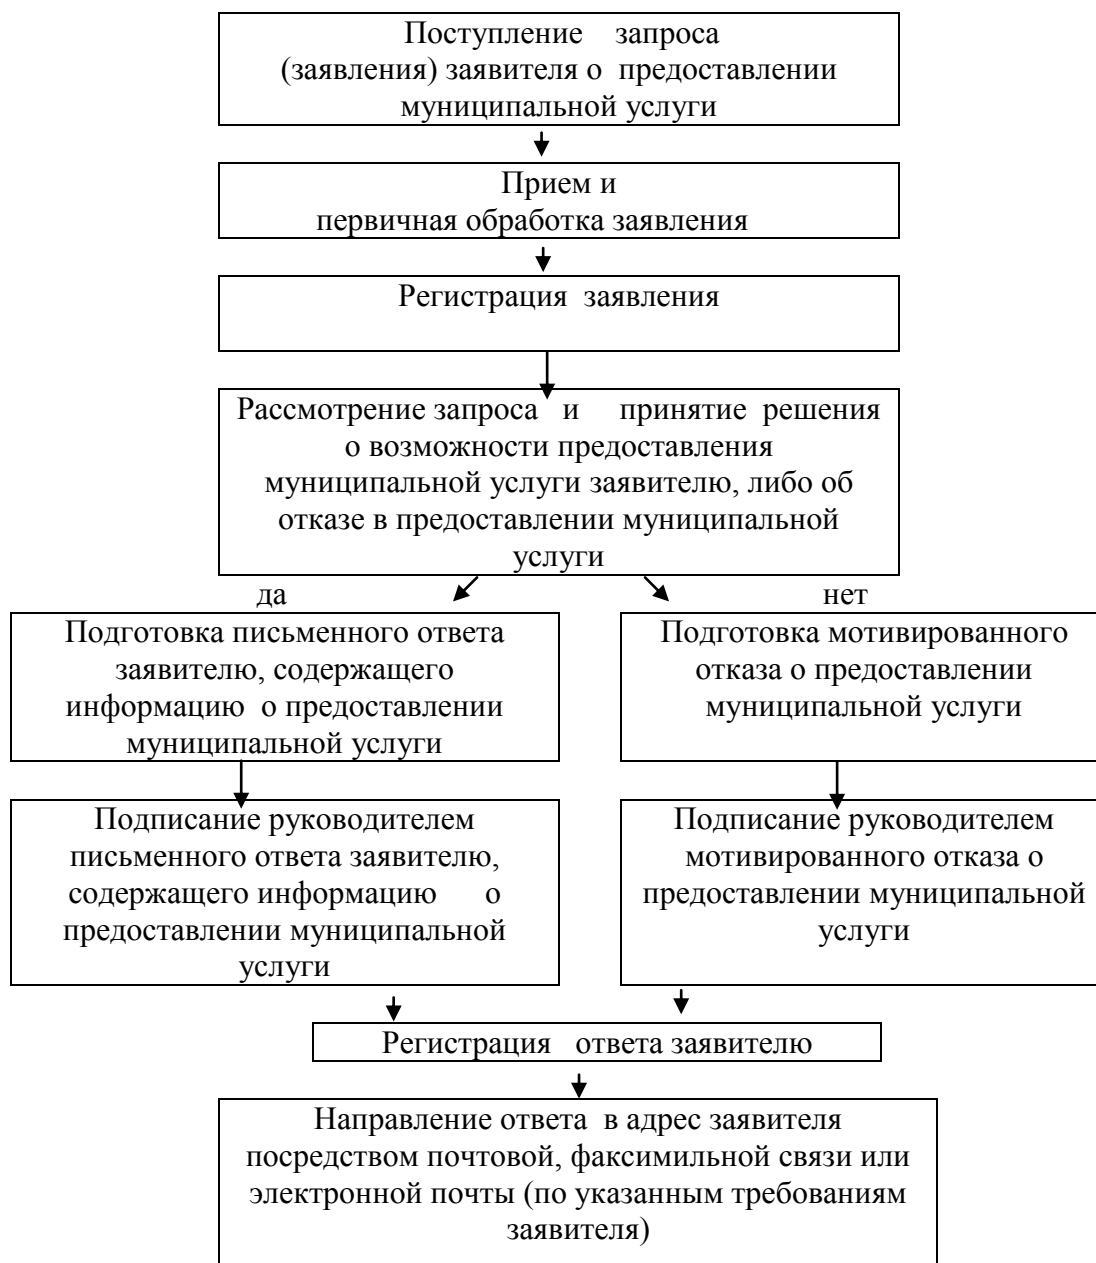 Поступление запроса
(заявления) заявителя о предоставлении
муниципальной услуги
Прием и
первичная обработка заявления
Регистрация заявления
Рассмотрение запроса и принятие решения
о возможности предоставления
муниципальной услуги заявителю, либо об
отказе в предоставлении муниципальной
услуги
да
нет
Подготовка письменного ответа
заявителю, содержащего
информацию о предоставлении
муниципальной услуги
Подготовка мотивированного
отказа о предоставлении
муниципальной услуги
Подписание руководителем
письменного ответа заявителю,
содержащего информацию о
предоставлении муниципальной
услуги
Подписание руководителем
мотивированного отказа о
предоставлении муниципальной
услуги
Регистрация ответа заявителю
Направление ответа в адрес заявителя
посредством почтовой, факсимильной связи или
электронной почты (по указанным требованиям
заявителя)